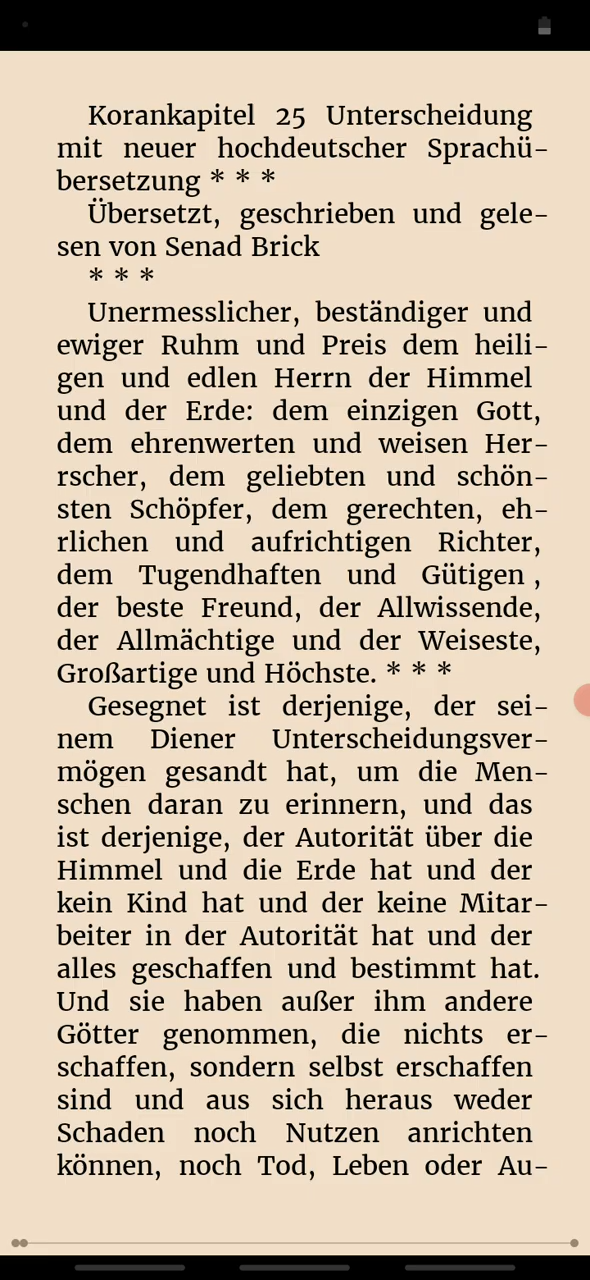 Korankapitel 25 Unterscheidung
mit neuer hochdeutscher Sprachü-
bersetzung * * *
Übersetzt, geschrieben und gele-
sen von Senad Brick
* * *
Unermesslicher, beständiger und
ewiger Ruhm und Preis dem heili-
gen und edlen Herrn der Himmel
und der Erde: dem einzigen Gott,
dem ehrenwerten und weisen Her-
rscher, dem geliebten und schön-
sten Schöpfer, dem gerechten, eh-
rlichen und aufrichtigen Richter,
dem Tugendhaften und Gütigen ,
der beste Freund, der Allwissende,
der Allmächtige und der Weiseste,
Großartige und Höchste. * * *
Gesegnet ist derjenige, der sei-
nem Diener Unterscheidungsver-
mögen gesandt hat, um die Men-
schen daran zu erinnern, und das
ist derjenige, der Autorität über die
Himmel und die Erde hat und der
kein Kind hat und der keine Mitar-
beiter in der Autorität hat und der
alles geschaffen und bestimmt hat.
Und sie haben außer ihm andere
Götter genommen, die nichts er-
schaffen, sondern selbst erschaffen
sind und aus sich heraus weder
Schaden noch Nutzen anrichten
können, noch Tod, Leben oder Au-